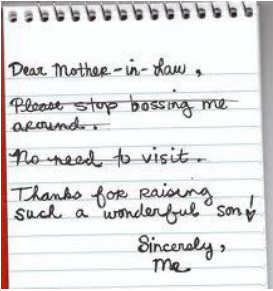 Dear Mother-in-Law,
Please stop bossing me
around.
No need to visit.
Thanks for raising
such a wonderful son!
Sincerely,
Me